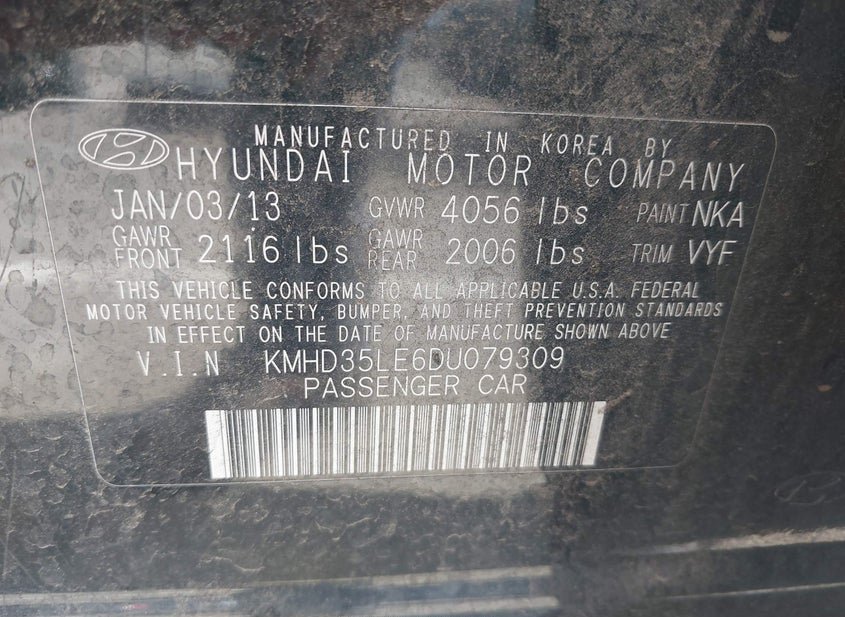 MANUFACTURED IN KOREA BY
HYUNDAI MOTOR COMPANY
JAN/03/13 GVWR 4056 lbs PAINT NKA
GAWR FRONT 2116 lbs GAWR REAR 2006 lbs TRIM VYF
THIS VEHICLE CONFORMS TO ALL APPLICABLE U.S.A. FEDERAL
MOTOR VEHICLE SAFETY, BUMPER, AND THEFT PREVENTION STANDARDS
IN EFFECT ON THE DATE OF MANUFACTURE SHOWN ABOVE
V.I.N KMHD35LE6DU079309
PASSENGER CAR